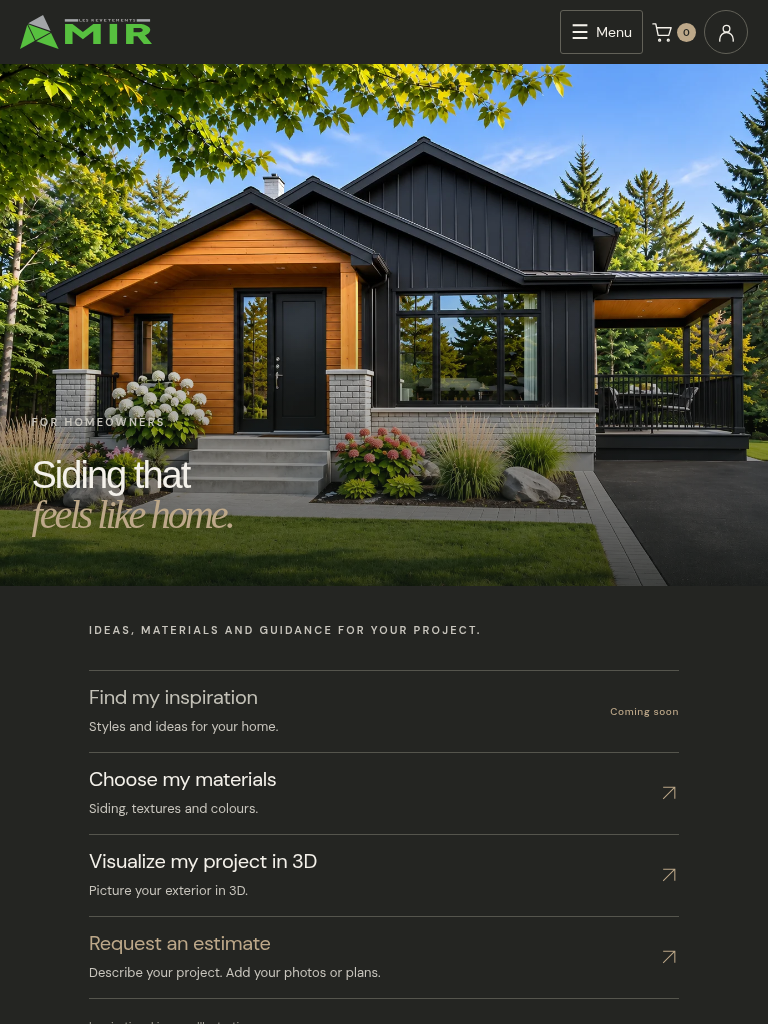 LES REVÊTEMENTS
MIR
Menu
0
FOR HOMEOWNERS
Siding that
feels like home.
IDEAS, MATERIALS AND GUIDANCE FOR YOUR PROJECT.
Find my inspiration
Styles and ideas for your home.
Coming soon
Choose my materials
Siding, textures and colours.
Visualize my project in 3D
Picture your exterior in 3D.
Request an estimate
Describe your project. Add your photos or plans.